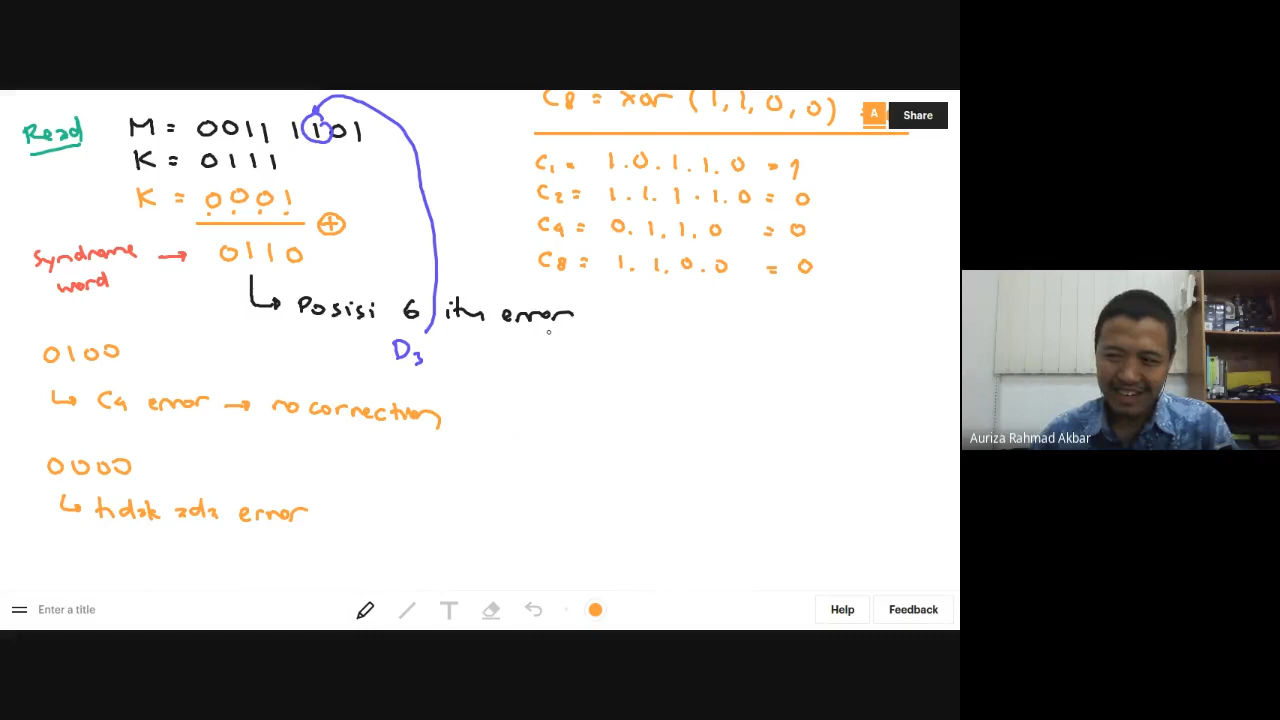 C8 = xor (1,1,0,0) =
A
Share
Read
M = 0011 1101
K = 0111
K = 0001
⊕
Syndrome word → 0110
↳ Posisi 6 itu error
D3
0100
↳ C4 error → no correction
0000
↳ tidak ada error
C1 = 1.0.1.1.0 = 1
C2 = 1.1.1.1.0 = 0
C4 = 0.1.1.0 = 0
C8 = 1.1.0.0 = 0
Auriza Rahmad Akbar
Enter a title
T
Help
Feedback